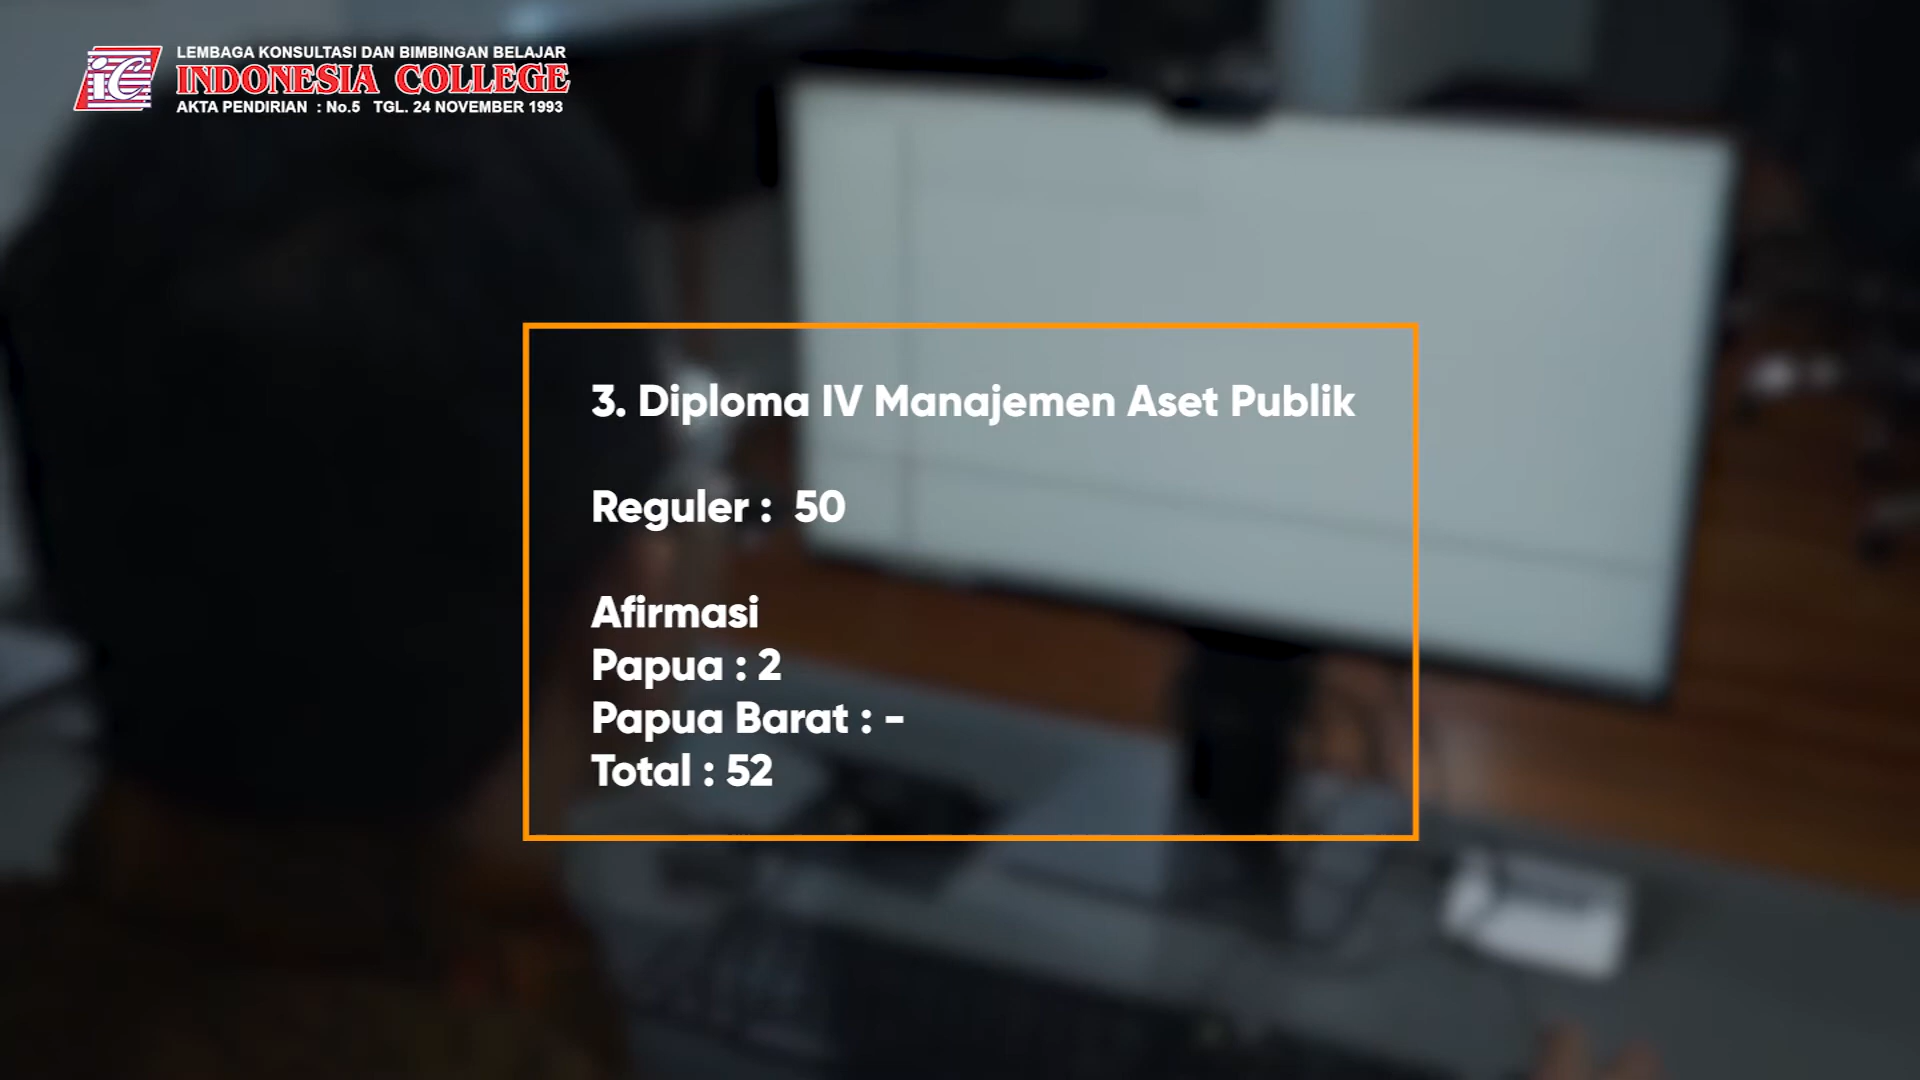 LEMBAGA KONSULTASI DAN BIMBINGAN BELAJAR
iC INDONESIA COLLEGE
AKTA PENDIRIAN : No.5 TGL. 24 NOVEMBER 1993
3. Diploma IV Manajemen Aset Publik
Reguler : 50
Afirmasi
Papua : 2
Papua Barat : -
Total : 52